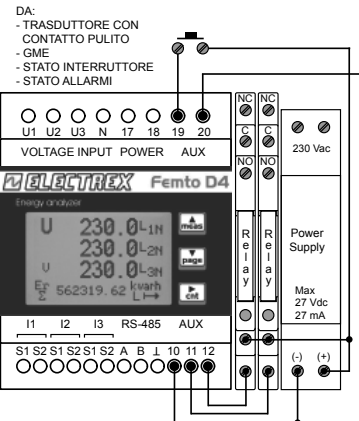 DA:
- TRASDUTTORE CON
CONTATTO PULITO
- GME
- STATO INTERRUTTORE
- STATO ALLARMI
NC NC
U1 U2 U3 N 17 18 19 20
C C
VOLTAGE INPUT POWER AUX
230 Vac
NO NO
ELECTREX Femto D4
Energy analyzer
U 230.0 L1N
230.0 L2N
U 230.0 L3N
Er Σ 562319.62 kvarh L
meas
page
cnt
Relay Relay
Power
Supply
Max
27 Vdc
27 mA
I1 I2 I3 RS-485 AUX
S1 S2 S1 S2 S1 S2 A B ⊥ 10 11 12
(-) (+)